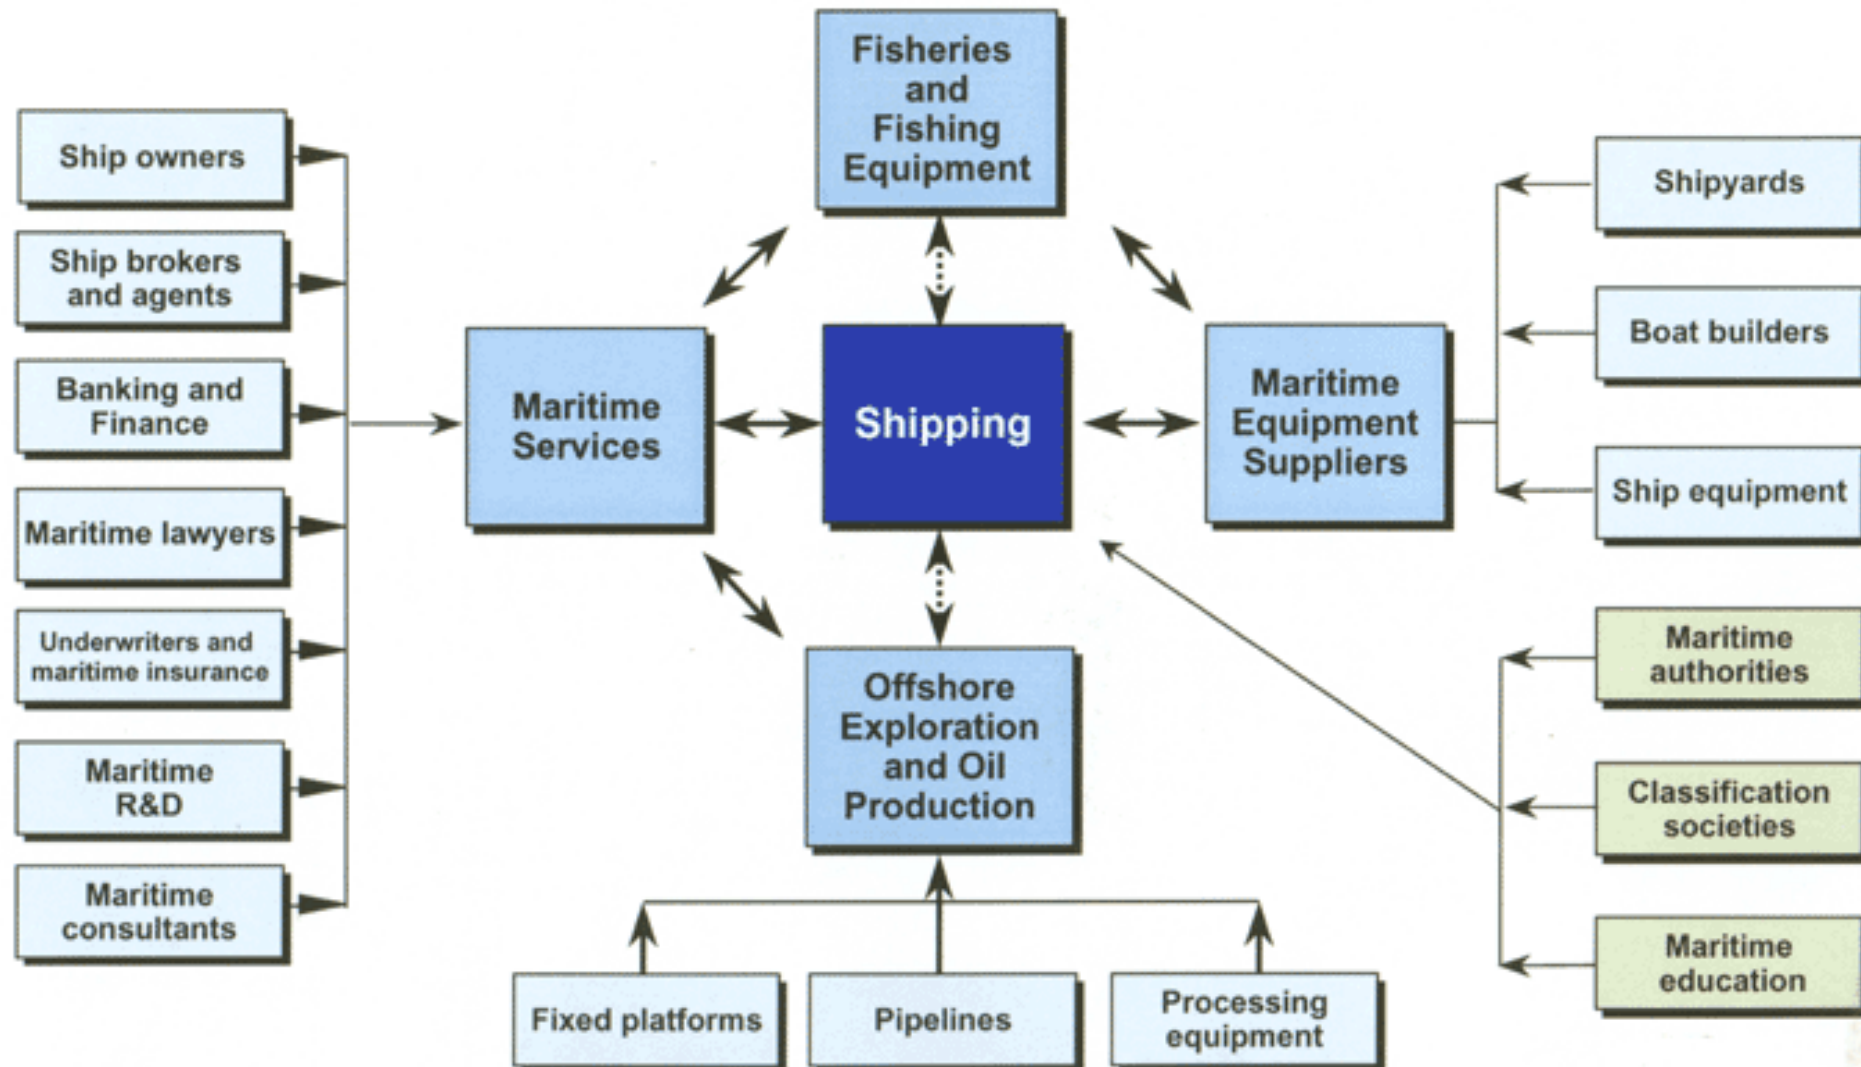 Fisheries
and
Fishing
Equipment
Ship owners
Ship brokers
and agents
Banking and
Finance
Maritime lawyers
Underwriters and
maritime insurance
Maritime
R&D
Maritime
consultants
Maritime
Services
Shipping
Maritime
Equipment
Suppliers
Offshore
Exploration
and Oil
Production
Fixed platforms
Pipelines
Processing
equipment
Shipyards
Boat builders
Ship equipment
Maritime
authorities
Classification
societies
Maritime
education